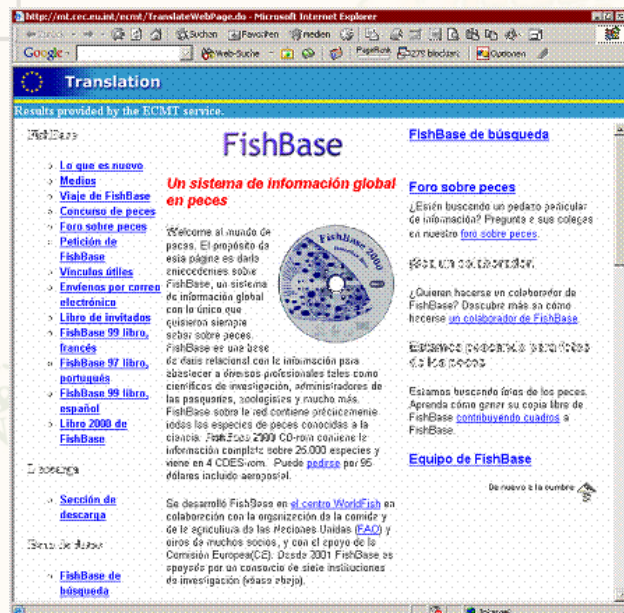 http://mt.cec.eu.int/ecmt/TranslateWebPage.do - Microsoft Internet Explorer
Suchen Favoriten Medien
Google - Web-Suche PageRank 279 blockiert Optionen
Translation
Results provided by the ECMT service.
FishBase
Lo que es nuevo
Medios
Viaje de FishBase
Concurso de peces
Foro sobre peces
Petición de
FishBase
Vínculos útiles
Envíenos por correo
electrónico
Libro de invitados
FishBase 99 libro,
francés
FishBase 97 libro,
portugués
FishBase 99 libro,
español
Libro 2000 de
FishBase
Descarga
Sección de
descarga
FishBase de
búsqueda
FishBase
Un sistema de información global
en peces
Welcome al mundo de
peces. El propósito de
esta página es darle
antecedentes sobre
FishBase, un sistema
de información global
con lo único que
quisieron siempre
saber sobre peces.
FishBase es una base
de datos relacional con la información para
abastecer a diversos profesionales tales como
científicos de investigación, administradores de
las pesquerías, zoologistas y mucho más.
FishBase sobre la red contiene prácticamente
todas las especies de peces conocidas a la
ciencia. FishBase 2000 CD-rom contiene la
información completa sobre 25.000 especies y
viene en 4 CDES-rom. Puede pedirse por 95
dólares incluido aeropostal.
Se desarrolló FishBase en el centro WorldFish en
colaboración con la organización de la comida y
de la agricultura de las Naciones Unidas (FAO) y
otros de muchos socios, y con el apoyo de la
Comisión Europea(CE). Desde 2001 FishBase es
apoyado por un consorcio de siete instituciones
de investigación (véase abajo).
FishBase 2000
FishBase de búsqueda
Foro sobre peces
¿Están buscando un pedazo particular
de información? Pregunte a sus colegas
en nuestro foro sobre peces.
¿Quieren hacerse un colaborador de
FishBase? Descubre más sa cómo
hacerse un colaborador de FishBase.
Estamos buscando fotos de los peces.
Aprenda cómo ganar su copia libre de
FishBase contribuyendo cuadros a
FishBase.
Equipo de FishBase
De nuevo a la cumbre